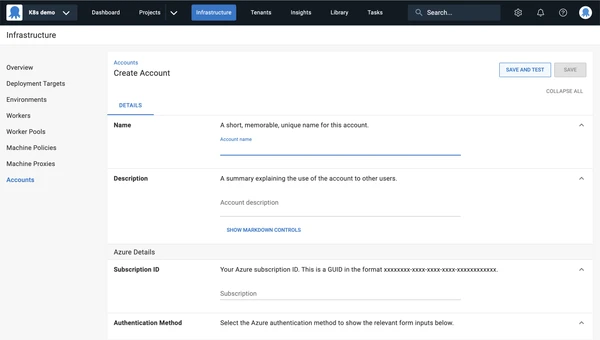 K8s demo
Dashboard
Projects
Infrastructure
Tenants
Insights
Library
Tasks
Search...
Infrastructure
Overview
Deployment Targets
Environments
Workers
Worker Pools
Machine Policies
Machine Proxies
Accounts
Accounts
Create Account
SAVE AND TEST
SAVE
COLLAPSE ALL
DETAILS
Name
A short, memorable, unique name for this account.
Account name
Description
A summary explaining the use of the account to other users.
Account description
SHOW MARKDOWN CONTROLS
Azure Details
Subscription ID
Your Azure subscription ID. This is a GUID in the format xxxxxxxx-xxxx-xxxx-xxxx-xxxxxxxxxxxx.
Subscription
Authentication Method
Select the Azure authentication method to show the relevant form inputs below.